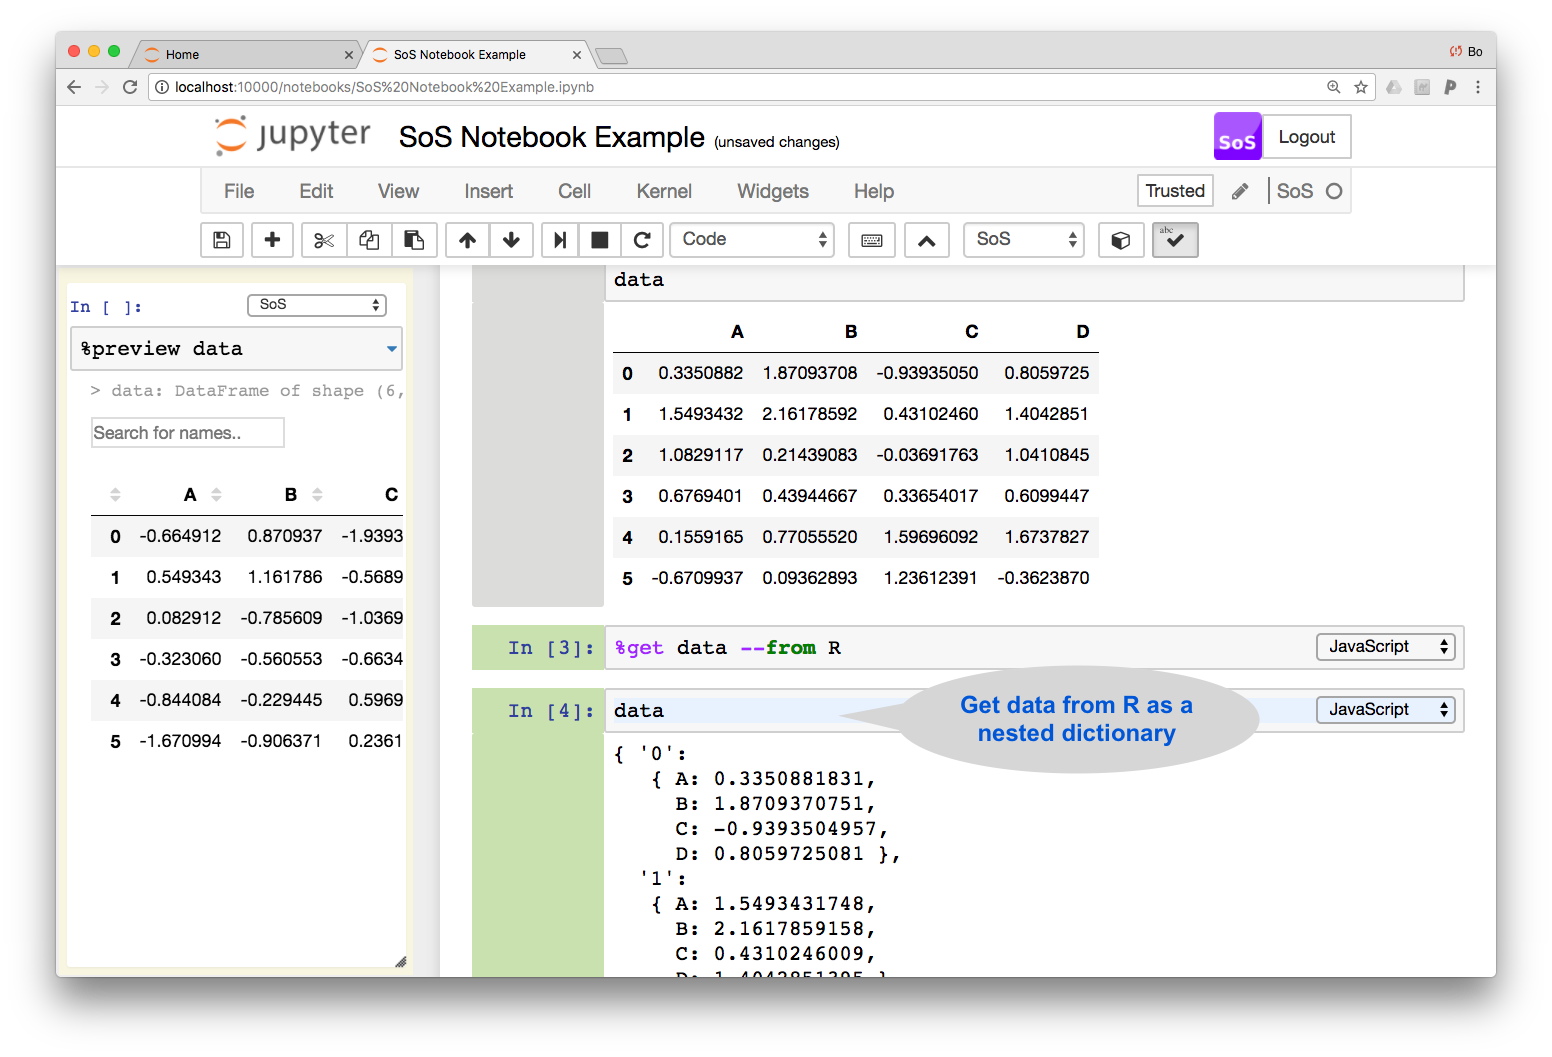 Home
SoS Notebook Example
Bo
localhost:10000/notebooks/SoS%20Notebook%20Example.ipynb
jupyter SoS Notebook Example (unsaved changes)
SoS Logout
File Edit View Insert Cell Kernel Widgets Help Trusted SoS
Code SoS abc
In [ ]: SoS
%preview data
> data: DataFrame of shape (6,
Search for names..
A B C
0 -0.664912 0.870937 -1.9393
1 0.549343 1.161786 -0.5689
2 0.082912 -0.785609 -1.0369
3 -0.323060 -0.560553 -0.6634
4 -0.844084 -0.229445 0.5969
5 -1.670994 -0.906371 0.2361
data
A B C D
0 0.3350882 1.87093708 -0.93935050 0.8059725
1 1.5493432 2.16178592 0.43102460 1.4042851
2 1.0829117 0.21439083 -0.03691763 1.0410845
3 0.6769401 0.43944667 0.33654017 0.6099447
4 0.1559165 0.77055520 1.59696092 1.6737827
5 -0.6709937 0.09362893 1.23612391 -0.3623870
In [3]: %get data --from R JavaScript
In [4]: data JavaScript
Get data from R as a
nested dictionary
{ '0':
{ A: 0.3350881831,
B: 1.8709370751,
C: -0.9393504957,
D: 0.8059725081 },
'1':
{ A: 1.5493431748,
B: 2.1617859158,
C: 0.4310246009,
D: 1.4042851395 }